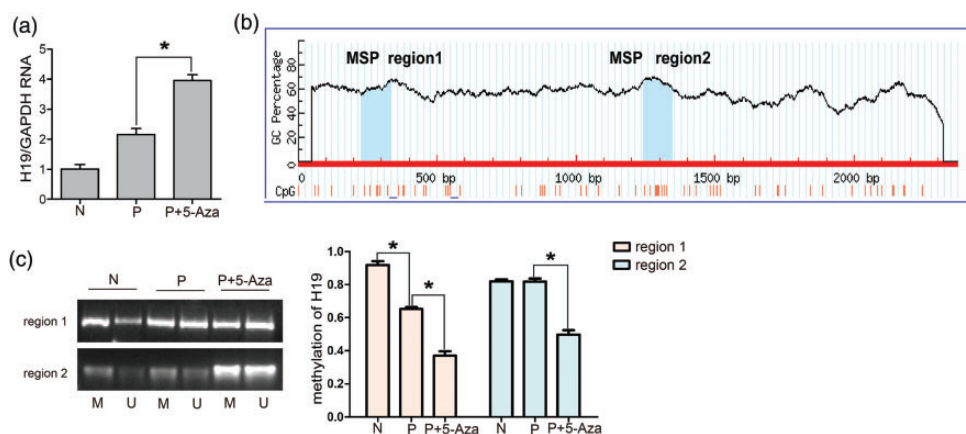 (a)
H19/GAPDH RNA
5
4
3
2
1
0
*
N P P+5-Aza
(b)
GC Percentage
80
60
40
20
0
MSP region1
MSP region2
0 500 bp 1000 bp 1500 bp 2000 bp
CpG
(c)
N P P+5-Aza
region 1
region 2
M U M U M U
methylation of H19
1.0
0.8
0.6
0.4
0.2
0.0
* * *
N P P+5-Aza N P P+5-Aza
region 1
region 2